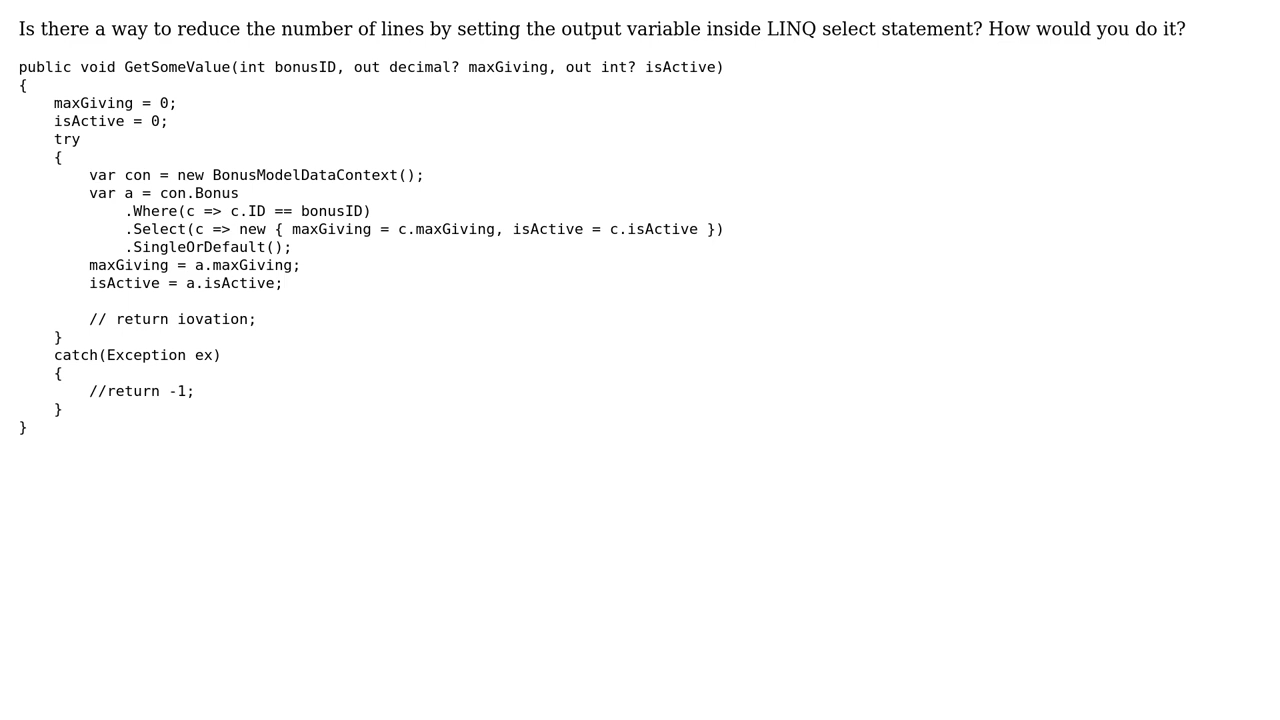 Is there a way to reduce the number of lines by setting the output variable inside LINQ select statement? How would you do it?
public void GetSomeValue(int bonusID, out decimal? maxGiving, out int? isActive)
{
    maxGiving = 0;
    isActive = 0;
    try
    {
        var con = new BonusModelDataContext();
        var a = con.Bonus
            .Where(c => c.ID == bonusID)
            .Select(c => new { maxGiving = c.maxGiving, isActive = c.isActive })
            .SingleOrDefault();
        maxGiving = a.maxGiving;
        isActive = a.isActive;

        // return iovation;
    }
    catch(Exception ex)
    {
        //return -1;
    }
}